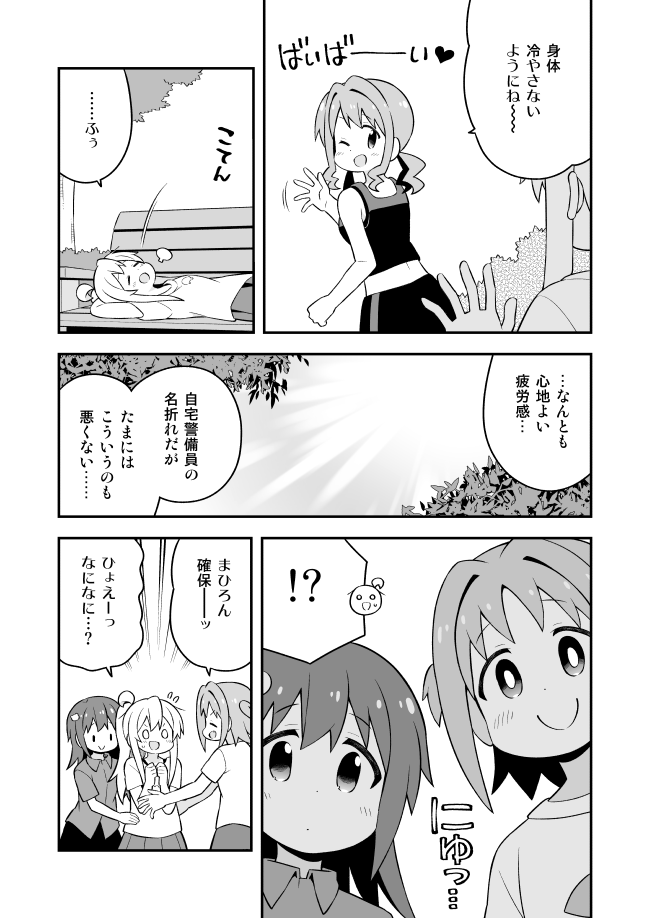 身体
冷やさない
ようにね～～
ばいばーーい♥
こてん
……ふぅ
…なんとも
心地よい
疲労感…
自宅警備員の
名折れだが
たまには
こういうのも
悪くない……
!?
にゅっ…
まひろん
確保──ッ
ひょえーっ
なになに…?